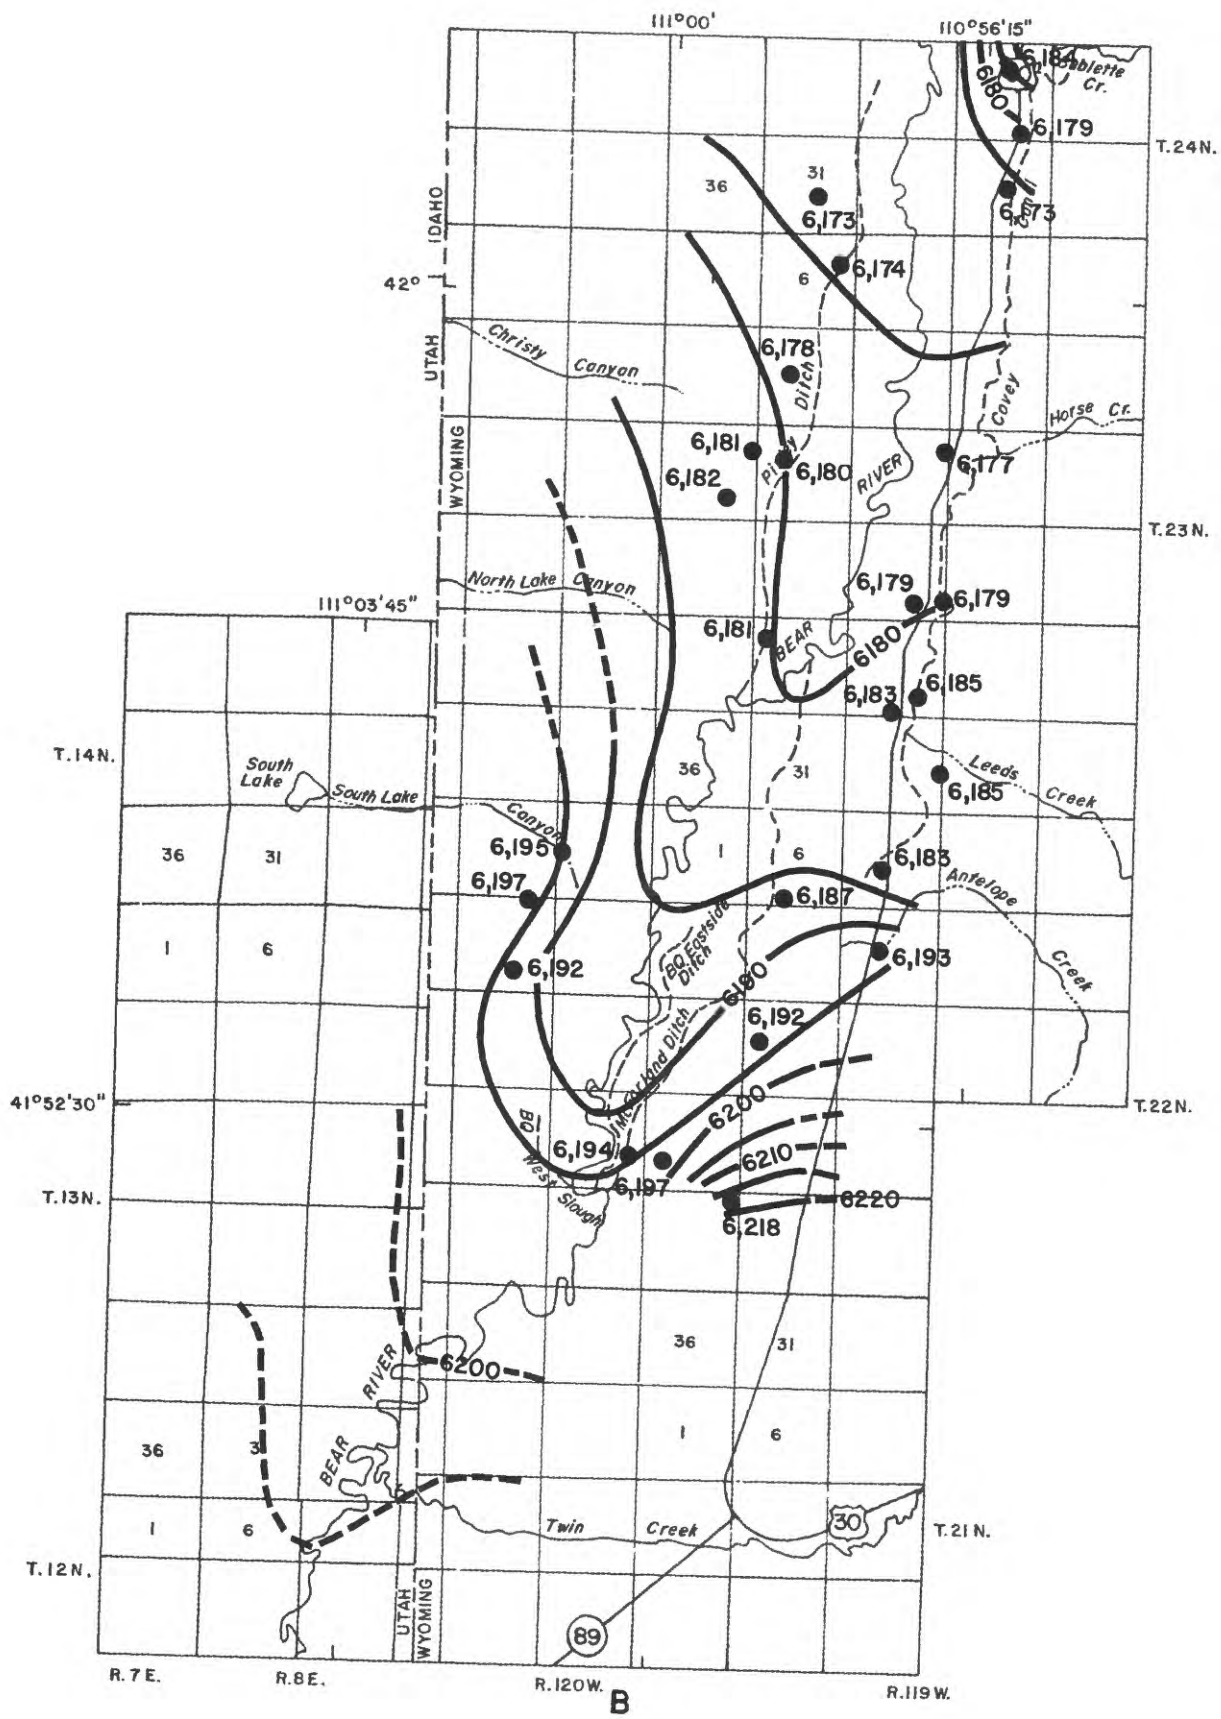 111°00'
110°56'15"
6,184
Cr.
6180
6,179
T.24N.
36
31
6,173
6,173
IDAHO
6,174
6
42°
Christy Canyon
UTAH
6,178
Ditch
Covey
Horse Cr.
WYOMING
6,181
6,180
6,177
6,182
RIVER
T.23N.
North Lake Canyon
6,179
6,179
111°03'45"
6,181
BEAR
6180
6,185
6,183
T.14N.
South Lake
South Lake Canyon
36
31
Leeds Creek
6,185
36
31
6,195
1
6
6,183
6,197
6,187
Antelope Creek
1
6
6,192
BQ Eastside Ditch
6190
6,193
6,192
McFarland Ditch
41°52'30"
6200
T.22N.
BQ
West Slough
6,194
6210
6,197
T.13N.
6220
6,218
36
31
RIVER
6200
1
6
36
BEAR
1
6
Twin Creek
30
T.21N.
T.12N.
UTAH
WYOMING
89
R.7E.
R.8E.
R.120W.
R.119W.
B